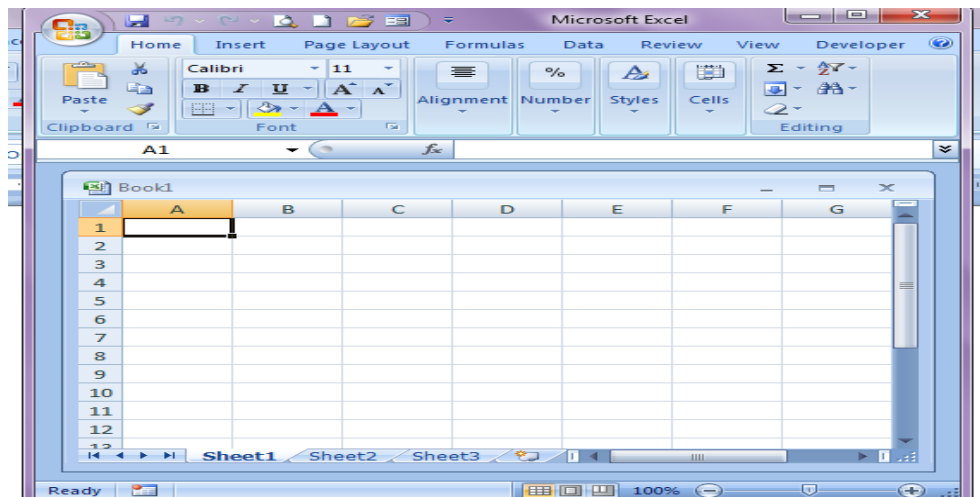 Microsoft Excel
Home Insert Page Layout Formulas Data Review View Developer
Calibri 11 % Σ
Paste B I U A A Alignment Number Styles Cells
A
Clipboard Font Editing
A1 fx
Book1
A B C D E F G
1
2
3
4
5
6
7
8
9
10
11
12
13
Sheet1 Sheet2 Sheet3
Ready 100%